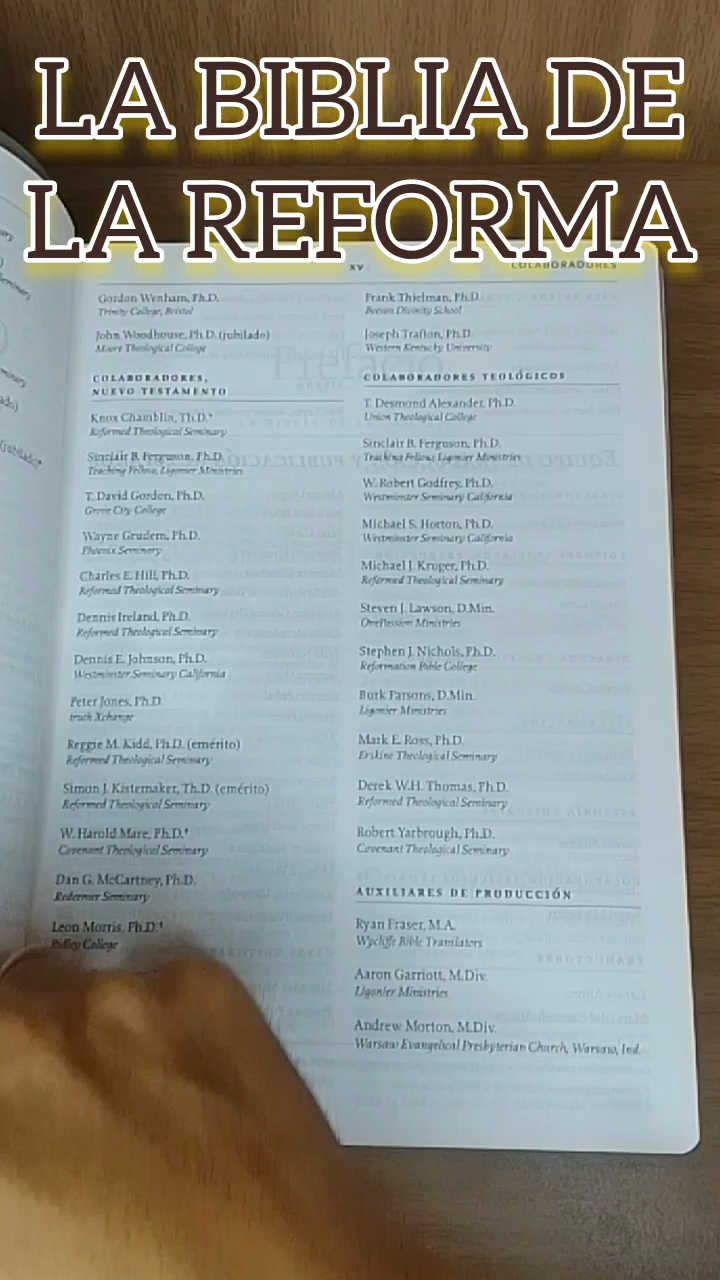 LA BIBLIA DE
LA REFORMA
XV
COLABORADORES
Gordon Wenham, Ph.D.
Trinity College, Bristol
John Woodhouse, Ph.D. (jubilado)
Moore Theological College
COLABORADORES,
NUEVO TESTAMENTO
Knox Chamblin, Th.D.†
Reformed Theological Seminary
Sinclair B. Ferguson, Ph.D.
Teaching Fellow, Ligonier Ministries
T. David Gordon, Ph.D.
Grove City College
Wayne Grudem, Ph.D.
Phoenix Seminary
Charles E. Hill, Ph.D.
Reformed Theological Seminary
Dennis Ireland, Ph.D.
Reformed Theological Seminary
Dennis E. Johnson, Ph.D.
Westminster Seminary California
Peter Jones, Ph.D.
truth Xchange
Reggie M. Kidd, Ph.D. (emérito)
Reformed Theological Seminary
Simon J. Kistemaker, Th.D. (emérito)
Reformed Theological Seminary
W. Harold Mare, Ph.D.†
Covenant Theological Seminary
Dan G. McCartney, Ph.D.
Redeemer Seminary
Leon Morris, Ph.D.†
Ridley College
Frank Thielman, Ph.D.
Beeson Divinity School
Joseph Trafton, Ph.D.
Western Kentucky University
COLABORADORES TEOLÓGICOS
T. Desmond Alexander, Ph.D.
Union Theological College
Sinclair B. Ferguson, Ph.D.
Teaching Fellow, Ligonier Ministries
W. Robert Godfrey, Ph.D.
Westminster Seminary California
Michael S. Horton, Ph.D.
Westminster Seminary California
Michael J. Kruger, Ph.D.
Reformed Theological Seminary
Steven J. Lawson, D.Min.
OnePassion Ministries
Stephen J. Nichols, Ph.D.
Reformation Bible College
Burk Parsons, D.Min.
Ligonier Ministries
Mark E. Ross, Ph.D.
Erskine Theological Seminary
Derek W.H. Thomas, Ph.D.
Reformed Theological Seminary
Robert Yarbrough, Ph.D.
Covenant Theological Seminary
AUXILIARES DE PRODUCCIÓN
Ryan Fraser, M.A.
Wycliffe Bible Translators
Aaron Garriott, M.Div.
Ligonier Ministries
Andrew Morton, M.Div.
Warsaw Evangelical Presbyterian Church, Warsaw, Ind.